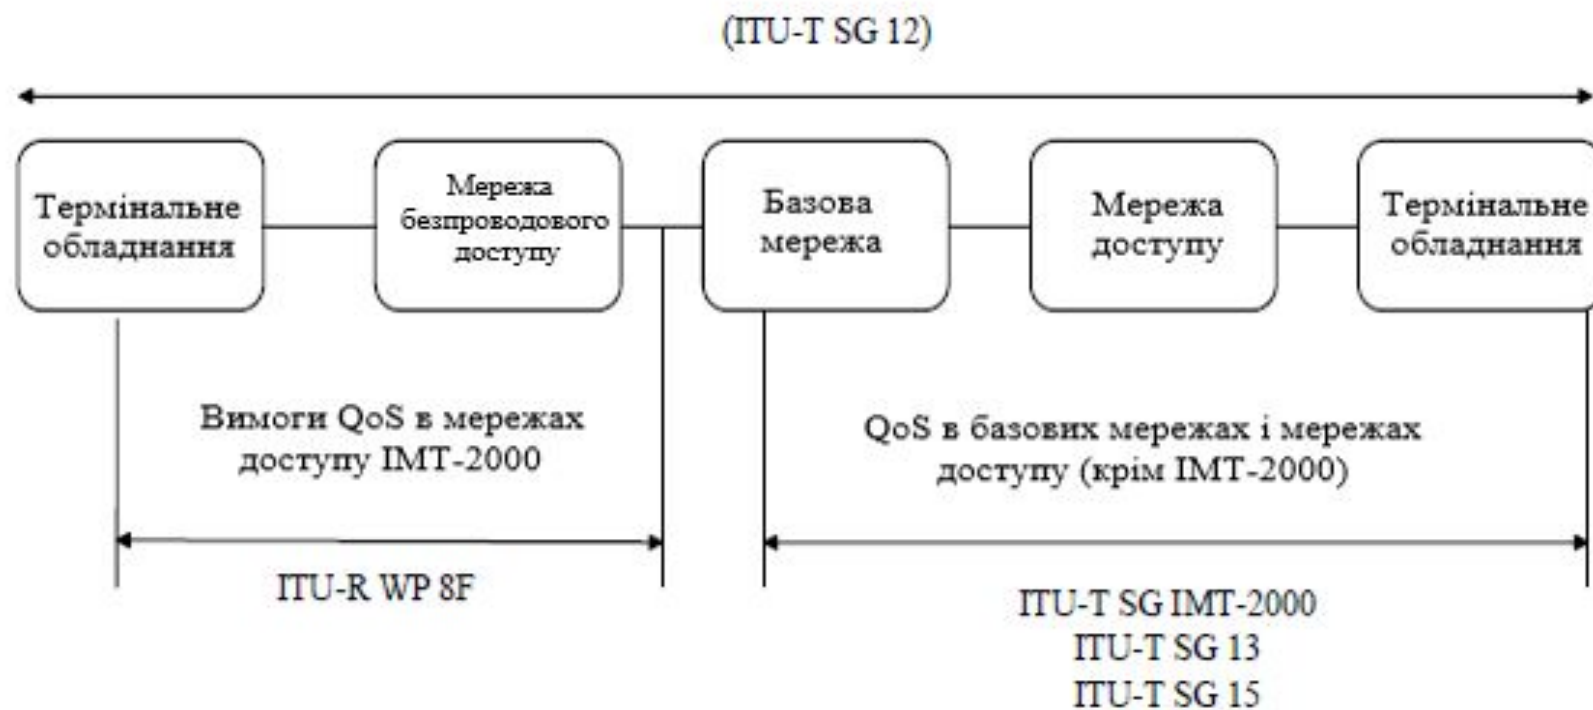 (ITU-T SG 12)
Термінальне
обладнання
Мережа
безпроводового
доступу
Базова
мережа
Мережа
доступу
Термінальне
обладнання
Вимоги QoS в мережах
доступу IMT-2000
QoS в базових мережах і мережах
доступу (крім IMT-2000)
ITU-R WP 8F
ITU-T SG IMT-2000
ITU-T SG 13
ITU-T SG 15